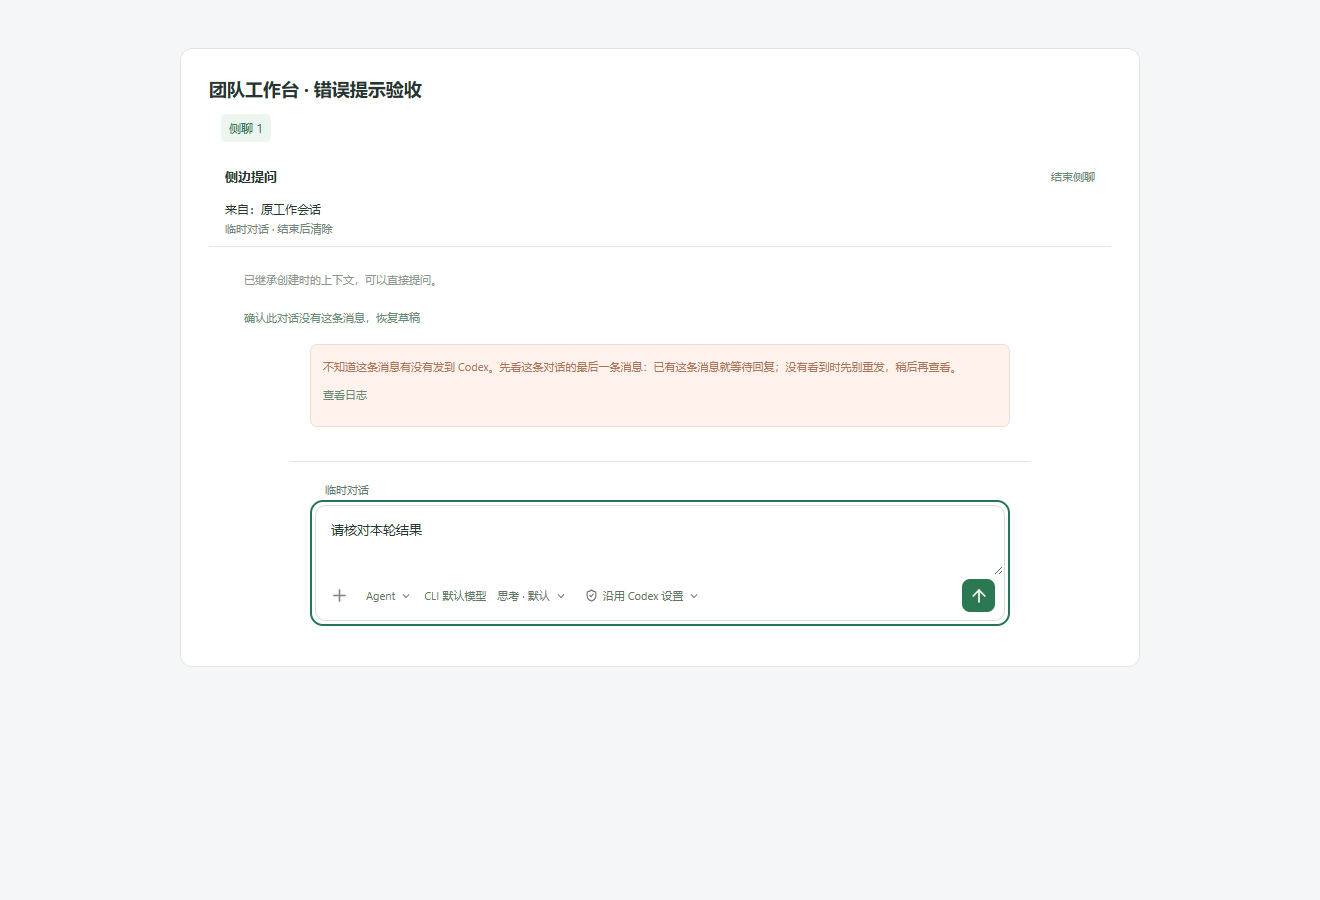 团队工作台 · 错误提示验收
侧聊 1
侧边提问
结束侧聊
来自：原工作会话
临时对话 · 结束后清除
已继承创建时的上下文，可以直接提问。
确认此对话没有这条消息，恢复草稿
不知道这条消息有没有发到 Codex。先看这条对话的最后一条消息：已有这条消息就等待回复；没有看到时先别重发，稍后再查看。
查看日志
临时对话
请核对本轮结果
Agent CLI 默认模型 思考 · 默认 沿用 Codex 设置